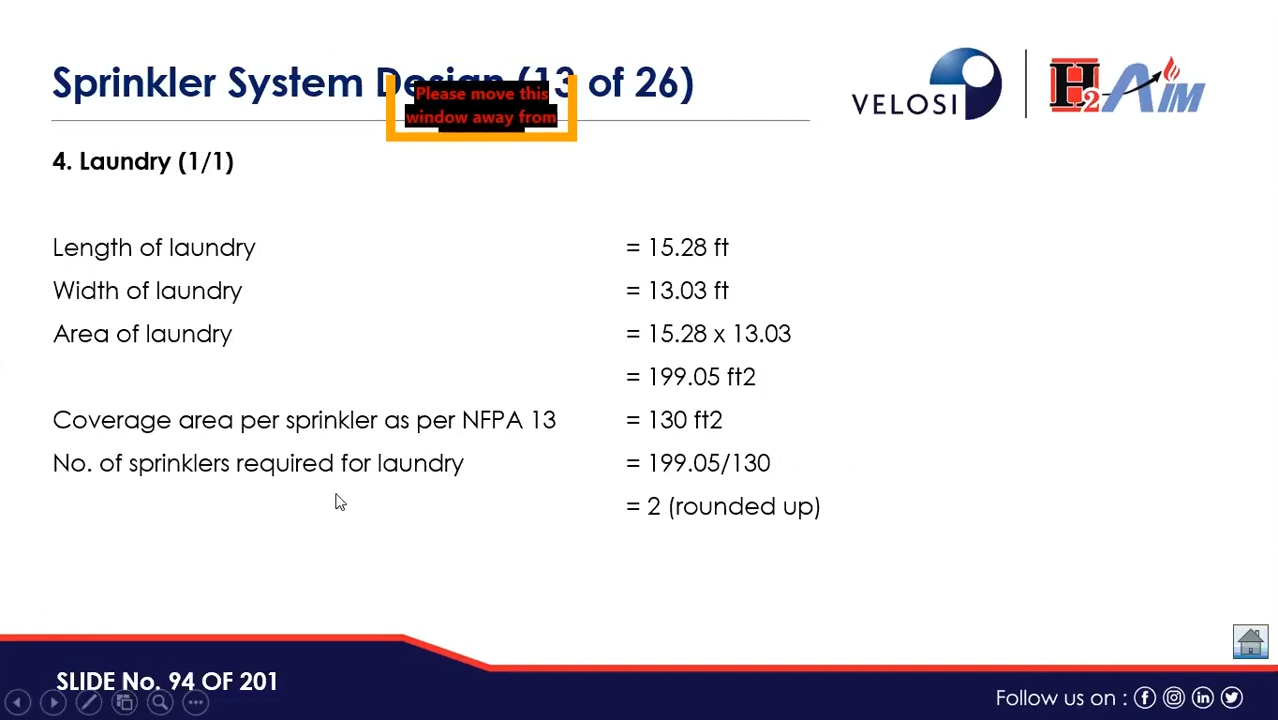 Sprinkler System Design (13 of 26)
Please move this
window away from
VELOSI
H2AIM
4. Laundry (1/1)
Length of laundry = 15.28 ft
Width of laundry = 13.03 ft
Area of laundry = 15.28 x 13.03
= 199.05 ft2
Coverage area per sprinkler as per NFPA 13 = 130 ft2
No. of sprinklers required for laundry = 199.05/130
= 2 (rounded up)
SLIDE No. 94 OF 201
Follow us on :